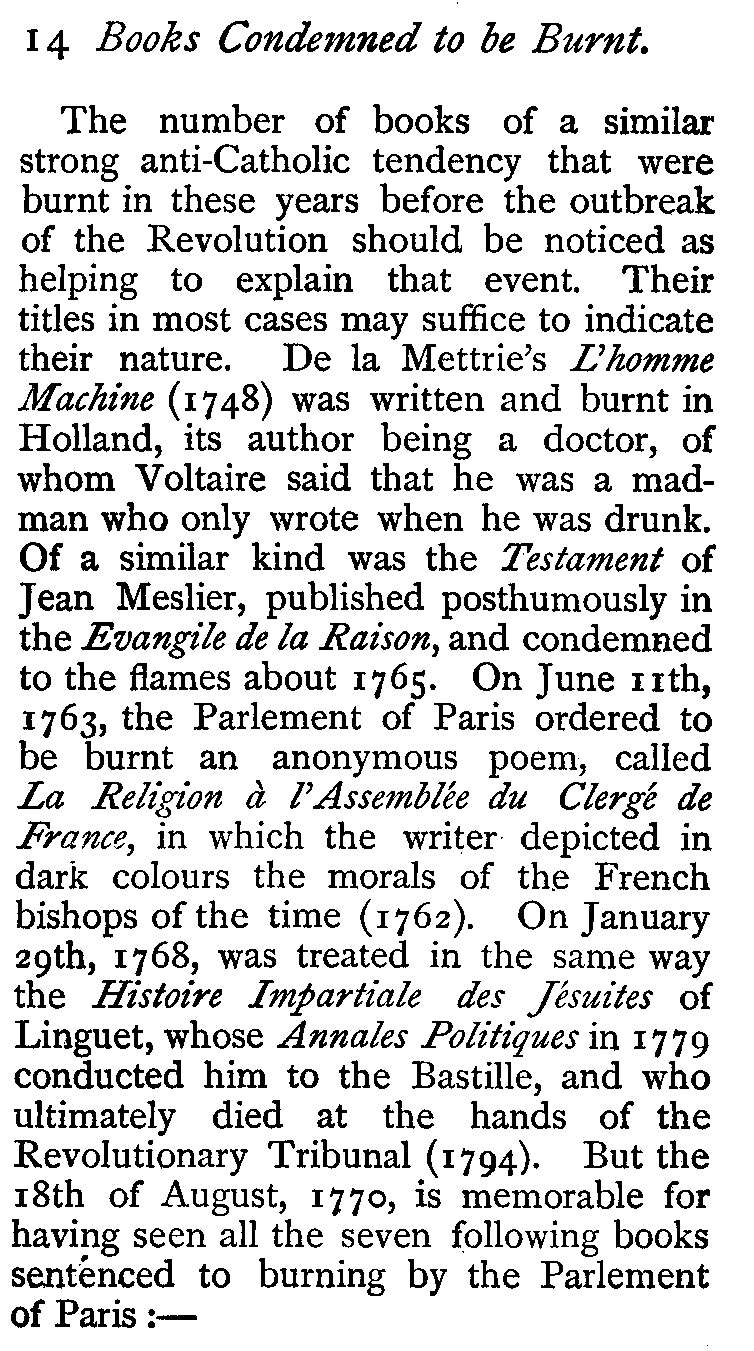 14 Books Condemned to be Burnt.
The number of books of a similar
strong anti-Catholic tendency that were
burnt in these years before the outbreak
of the Revolution should be noticed as
helping to explain that event. Their
titles in most cases may suffice to indicate
their nature. De la Mettrie's L'homme
Machine (1748) was written and burnt in
Holland, its author being a doctor, of
whom Voltaire said that he was a mad-
man who only wrote when he was drunk.
Of a similar kind was the Testament of
Jean Meslier, published posthumously in
the Evangile de la Raison, and condemned
to the flames about 1765. On June 11th,
1763, the Parlement of Paris ordered to
be burnt an anonymous poem, called
La Religion à l'Assemblée du Clergé de
France, in which the writer depicted in
dark colours the morals of the French
bishops of the time (1762). On January
29th, 1768, was treated in the same way
the Histoire Impartiale des Jésuites of
Linguet, whose Annales Politiques in 1779
conducted him to the Bastille, and who
ultimately died at the hands of the
Revolutionary Tribunal (1794). But the
18th of August, 1770, is memorable for
having seen all the seven following books
sentenced to burning by the Parlement
of Paris :—